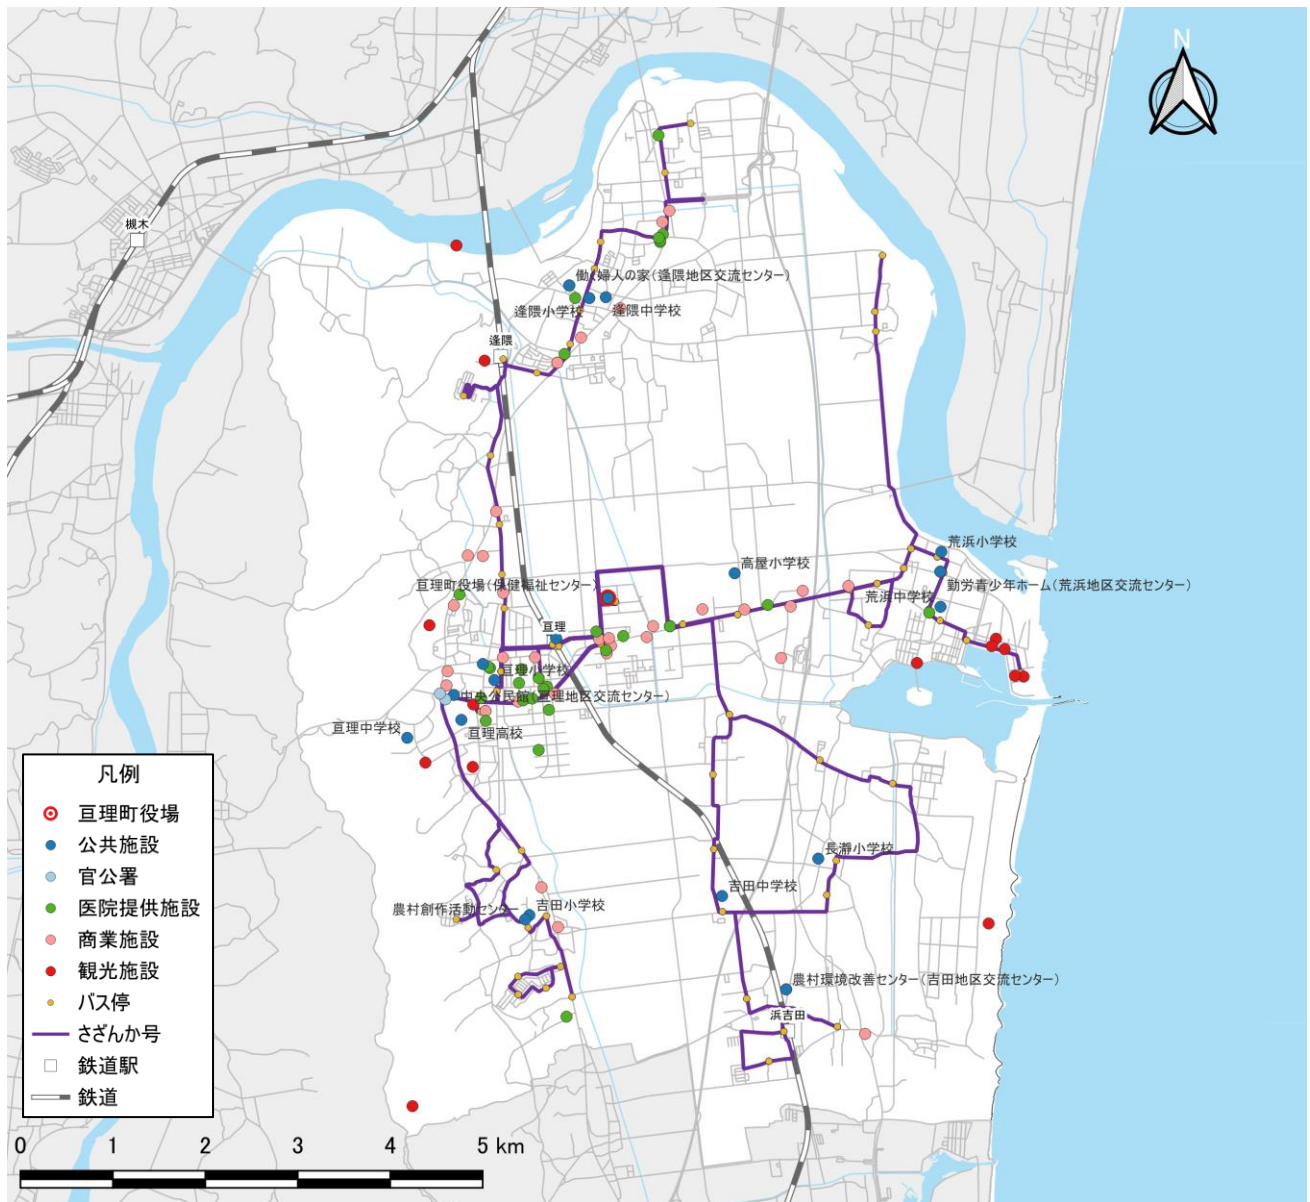 N
槻木
働く婦人の家(逢隈地区交流センター)
逢隈小学校
逢隈中学校
逢隈
荒浜小学校
高屋小学校
亘理町役場(保健福祉センター)
勤労青少年ホーム(荒浜地区交流センター)
荒浜中学校
亘理
亘理小学校
中央公民館(亘理地区交流センター)
亘理中学校
亘理高校
長瀞小学校
吉田中学校
農村創作活動センター
吉田小学校
農村環境改善センター(吉田地区交流センター)
浜吉田
凡例
亘理町役場
公共施設
官公署
医院提供施設
商業施設
観光施設
バス停
さざんか号
鉄道駅
鉄道
0 1 2 3 4 5 km